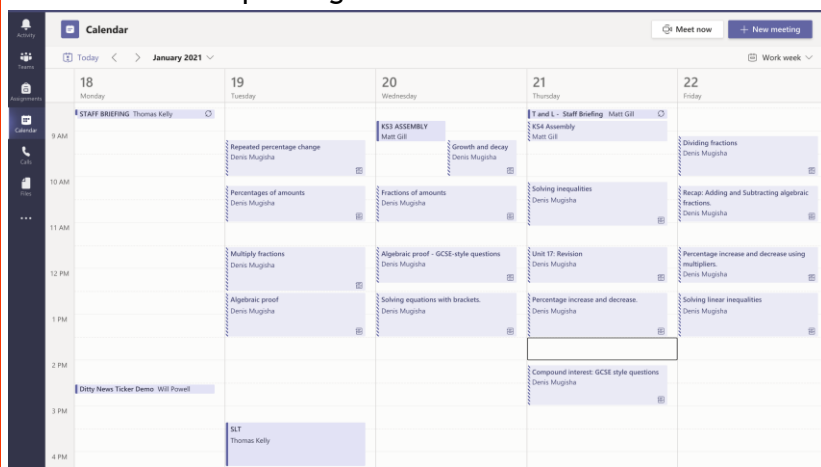 Activity
Teams
Assignments
Calendar
Calls
Files
Calendar
Meet now
+ New meeting
Today
January 2021
Work week
18
Monday
19
Tuesday
20
Wednesday
21
Thursday
22
Friday
9 AM
10 AM
11 AM
12 PM
1 PM
2 PM
3 PM
4 PM
STAFF BRIEFING Thomas Kelly
Ditty News Ticker Demo Will Powell
Repeated percentage change
Denis Mugisha
Percentages of amounts
Denis Mugisha
Multiply fractions
Denis Mugisha
Algebraic proof
Denis Mugisha
SLT
Thomas Kelly
KS3 ASSEMBLY
Matt Gill
Growth and decay
Denis Mugisha
Fractions of amounts
Denis Mugisha
Algebraic proof - GCSE-style questions
Denis Mugisha
Solving equations with brackets.
Denis Mugisha
T and L - Staff Briefing Matt Gill
KS4 Assembly
Matt Gill
Solving inequalities
Denis Mugisha
Unit 17: Revision
Denis Mugisha
Percentage increase and decrease.
Denis Mugisha
Compound interest: GCSE style questions
Denis Mugisha
Dividing fractions
Denis Mugisha
Recap: Adding and Subtracting algebraic
fractions.
Denis Mugisha
Percentage increase and decrease using
multipliers.
Denis Mugisha
Solving linear inequalities
Denis Mugisha